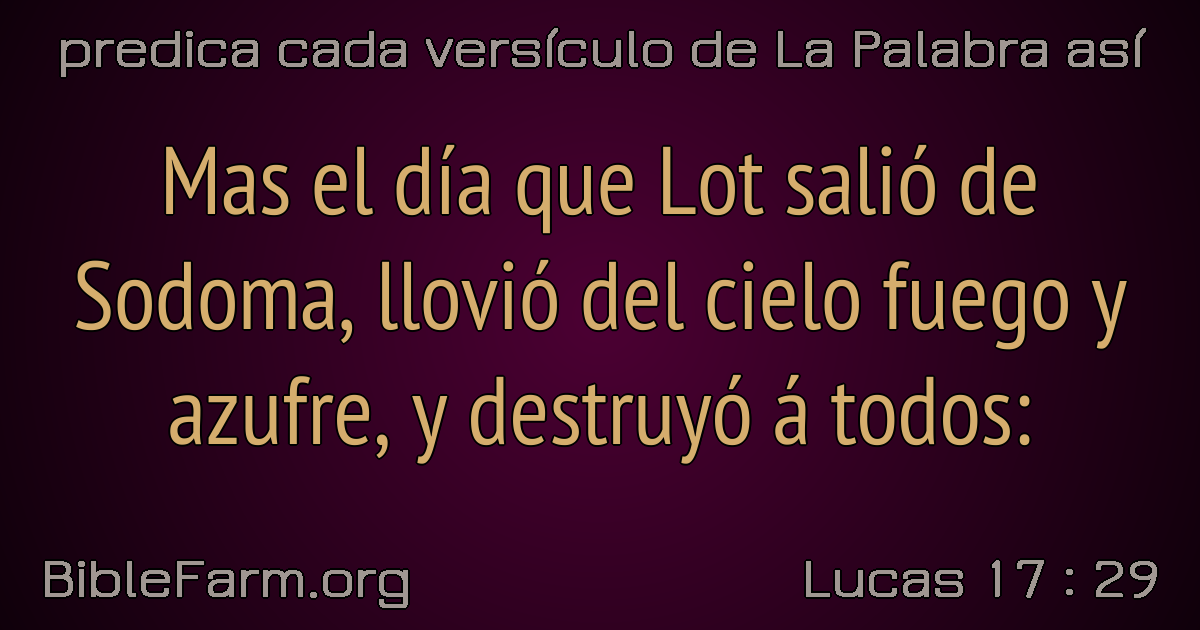 predica cada versículo de La Palabra así
Mas el día que Lot salió de
Sodoma, llovió del cielo fuego y
azufre, y destruyó á todos:
BibleFarm.org
Lucas 17 : 29